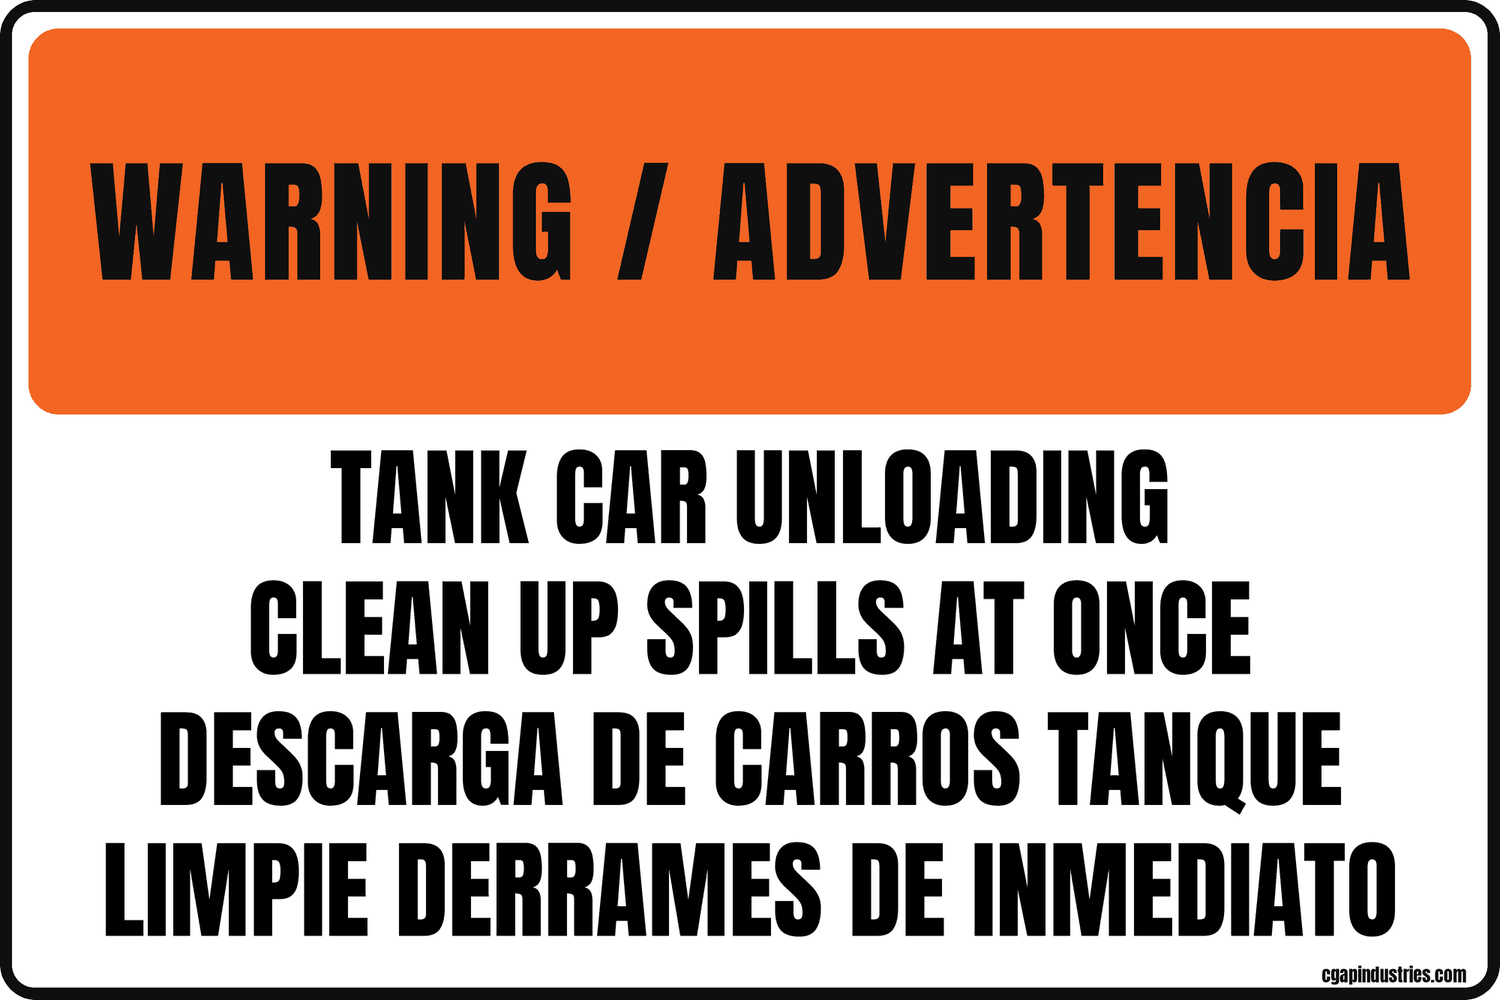 WARNING / ADVERTENCIA
TANK CAR UNLOADING
CLEAN UP SPILLS AT ONCE
DESCARGA DE CARROS TANQUE
LIMPIE DERRAMES DE INMEDIATO
cgapindustries.com